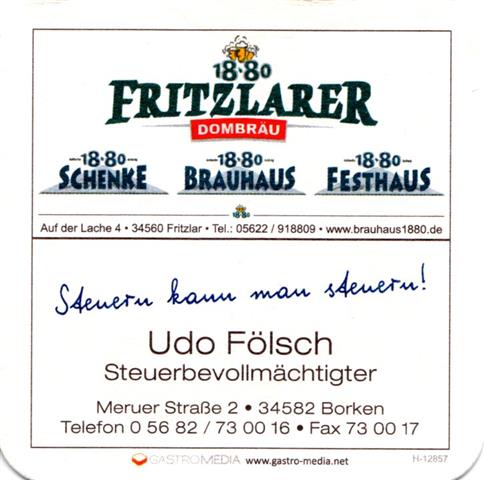 18·80
FRITZLARER
DOMBRÄU
18·80 18·80 18·80
SCHENKE BRAUHAUS FESTHAUS
Auf der Lache 4 • 34560 Fritzlar • Tel.: 05622 / 918809 • www.brauhaus1880.de
Steuern kann man steuern!
Udo Fölsch
Steuerbevollmächtigter
Meruer Straße 2 • 34582 Borken
Telefon 0 56 82 / 73 00 16 • Fax 73 00 17
GASTROMEDIA www.gastro-media.net H-12857